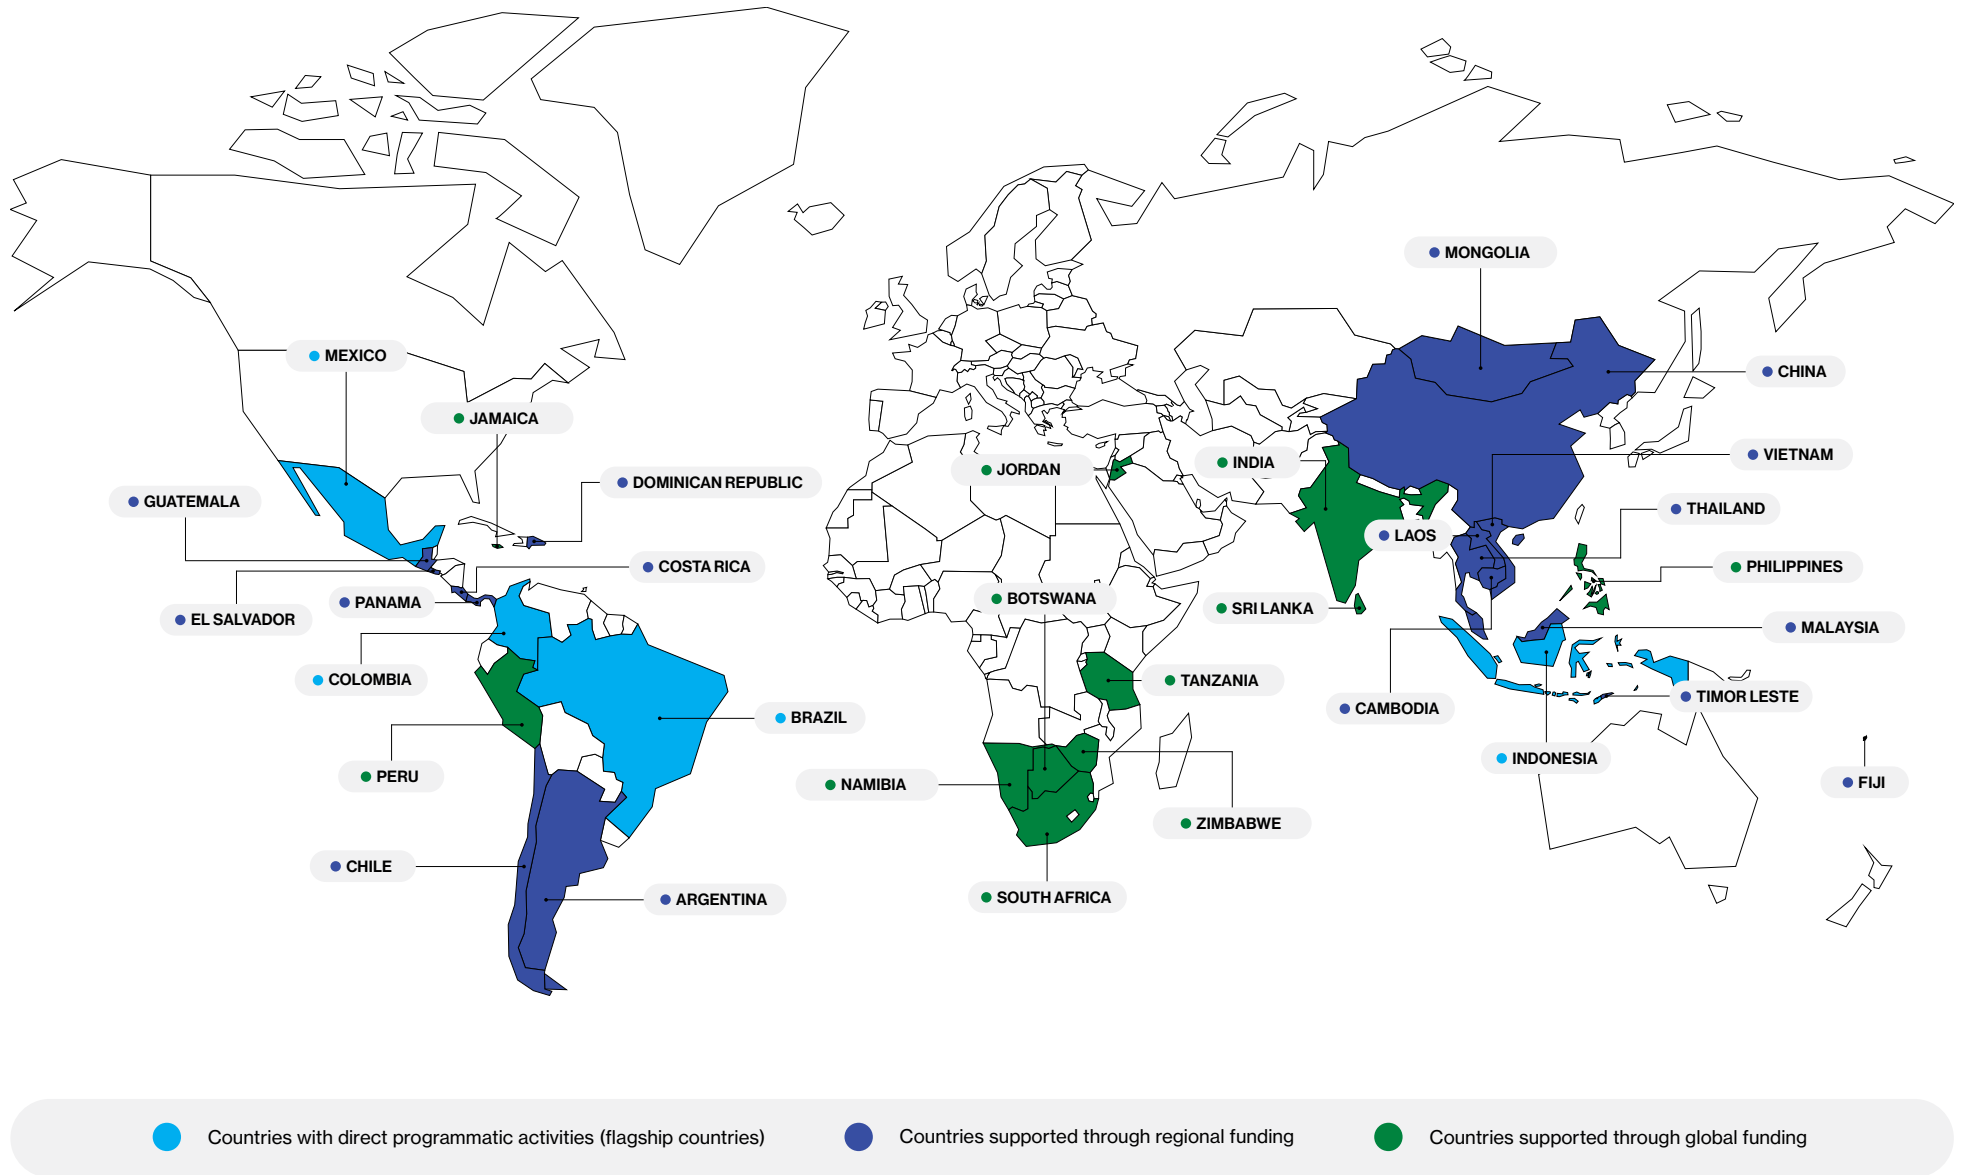 MONGOLIA
MEXICO
CHINA
JAMAICA
VIETNAM
INDIA
JORDAN
DOMINICAN REPUBLIC
GUATEMALA
THAILAND
LAOS
COSTA RICA
PHILIPPINES
BOTSWANA
PANAMA
SRI LANKA
EL SALVADOR
MALAYSIA
COLOMBIA
TANZANIA
TIMOR LESTE
CAMBODIA
BRAZIL
INDONESIA
PERU
FIJI
NAMIBIA
ZIMBABWE
CHILE
SOUTH AFRICA
ARGENTINA
Countries with direct programmatic activities (flagship countries)
Countries supported through regional funding
Countries supported through global funding